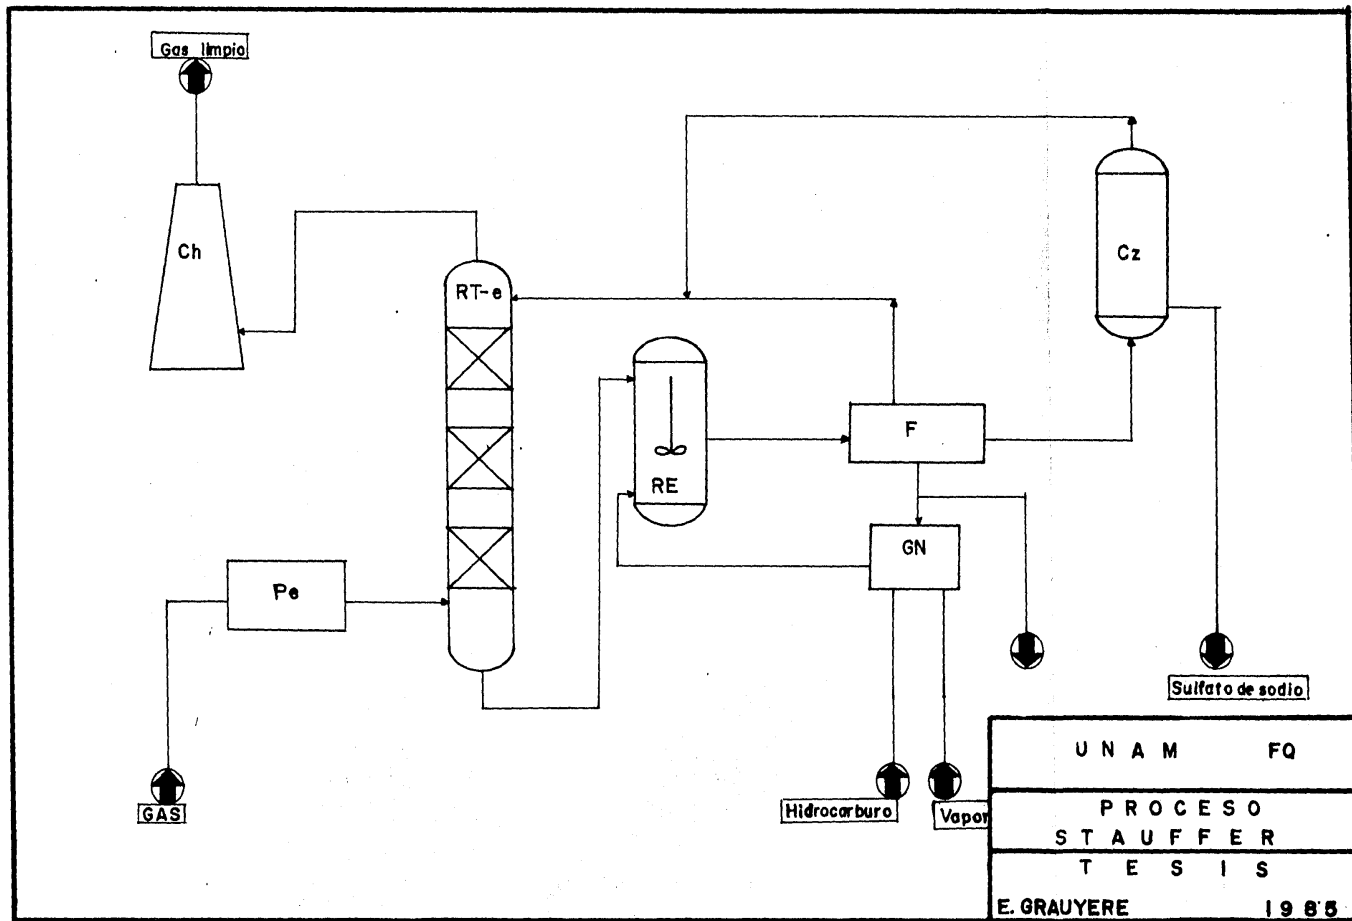 Gas limpio
Ch
RT-e
Cz
F
RE
GN
Pe
Sulfato de sodio
GAS
Hidrocarburo
Vapor
U N A M FQ
P R O C E S O
S T A U F F E R
T E S I S
E. GRAUYERE 1985